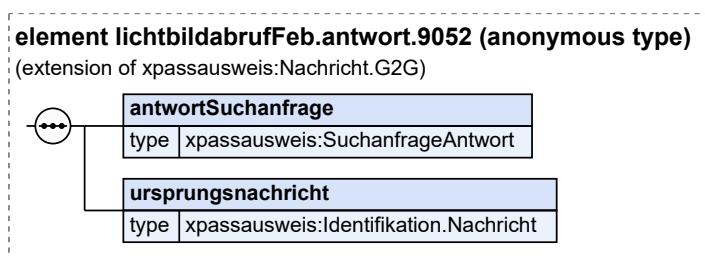 element lichtbildabrufFeb.antwort.9052 (anonymous type)
(extension of xpassausweis:Nachricht.G2G)
antwortSuchanfrage
type xpassausweis:SuchanfrageAntwort
ursprungsnachricht
type xpassausweis:Identifikation.Nachricht